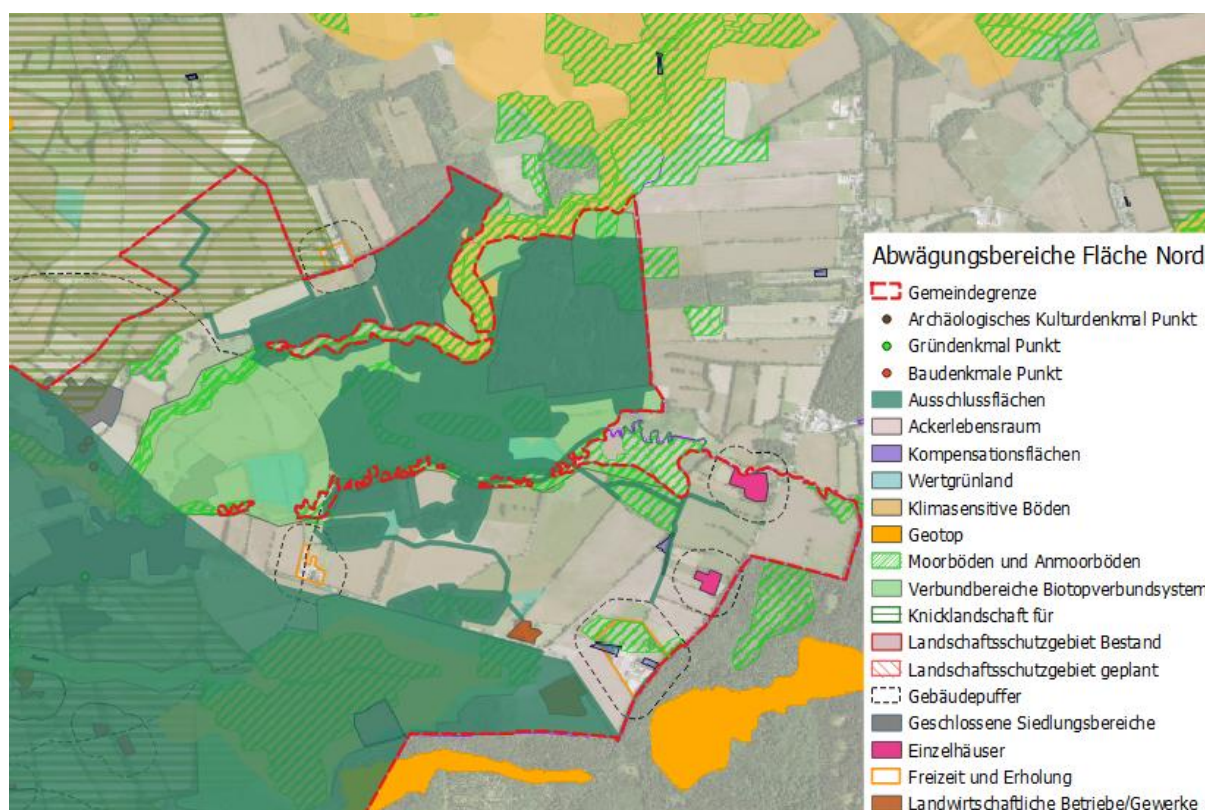 Abwägungsbereiche Fläche Nord
Gemeindegrenze
Archäologisches Kulturdenkmal Punkt
Gründenkmal Punkt
Baudenkmale Punkt
Ausschlussflächen
Ackerlebensraum
Kompensationsflächen
Wertgrünland
Klimasensitive Böden
Geotop
Moorböden und Anmoorböden
Verbundbereiche Biotopverbundsystem
Knicklandschaft für
Landschaftsschutzgebiet Bestand
Landschaftsschutzgebiet geplant
Gebäudepuffer
Geschlossene Siedlungsbereiche
Einzelhäuser
Freizeit und Erholung
Landwirtschaftliche Betriebe/Gewerke